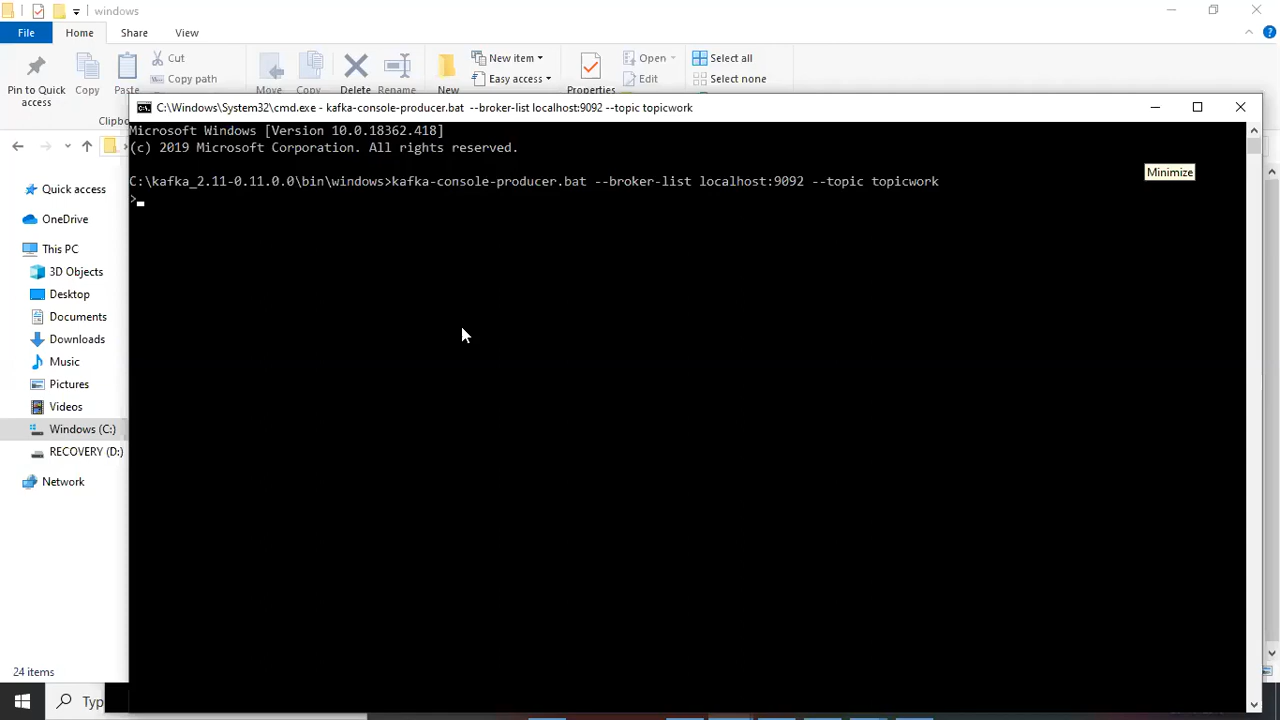 windows
File
Home
Share
View
Pin to Quick access
Copy
Paste
Cut
Copy path
Move
Copy
Delete
Rename
New
New item
Easy access
Properties
Open
Edit
Select all
Select none
C:\Windows\System32\cmd.exe - kafka-console-producer.bat --broker-list localhost:9092 --topic topicwork
Microsoft Windows [Version 10.0.18362.418]
(c) 2019 Microsoft Corporation. All rights reserved.
C:\kafka_2.11-0.11.0.0\bin\windows>kafka-console-producer.bat --broker-list localhost:9092 --topic topicwork
>
Minimize
Clipb
Quick access
OneDrive
This PC
3D Objects
Desktop
Documents
Downloads
Music
Pictures
Videos
Windows (C:)
RECOVERY (D:)
Network
24 items
Typ